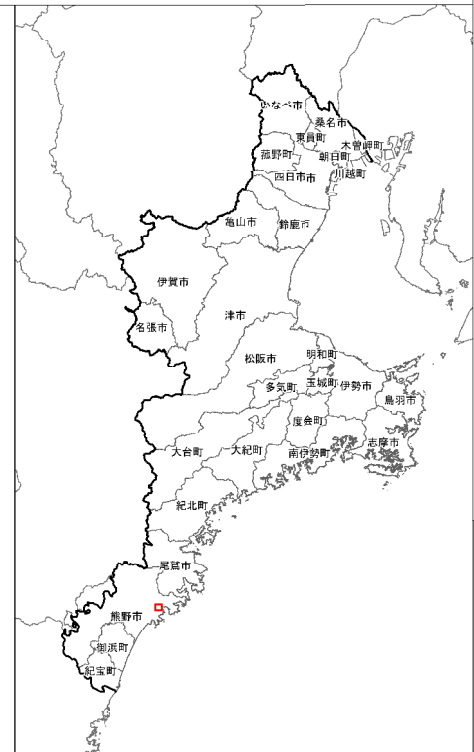 いなべ市
桑名市
東員町
木曽岬町
菰野町
朝日町
川越町
四日市市
亀山市
鈴鹿市
伊賀市
津市
名張市
松阪市
明和町
多気町
玉城町
伊勢市
鳥羽市
度会町
志摩市
大台町
大紀町
南伊勢町
紀北町
尾鷲市
熊野市
御浜町
紀宝町